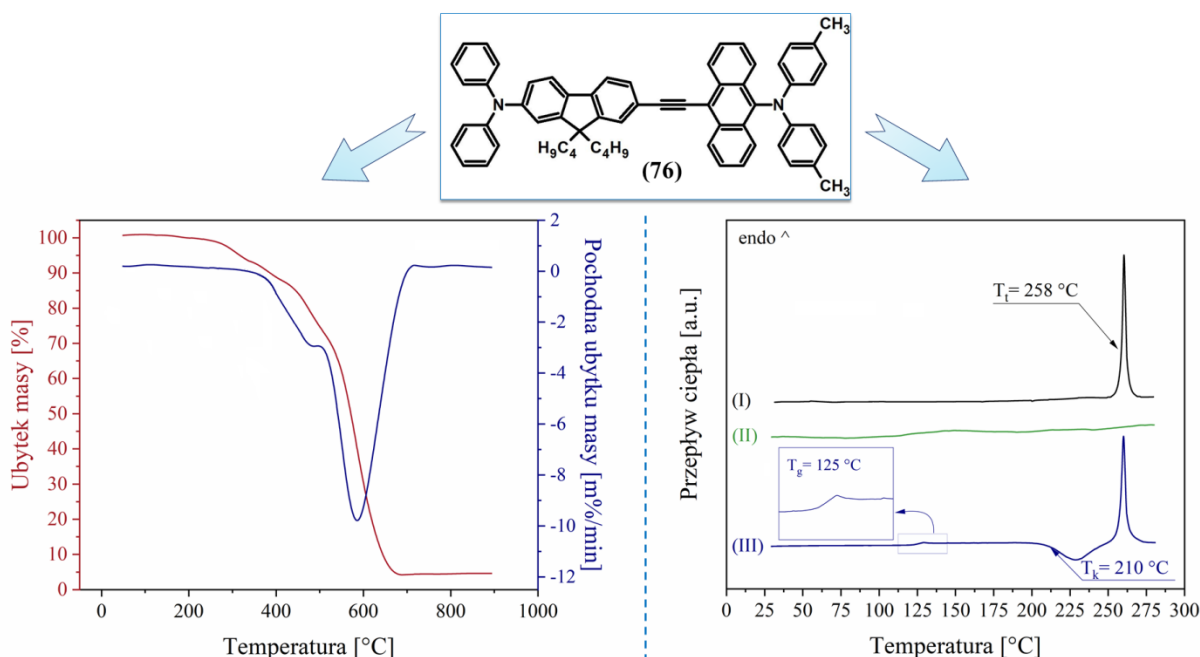 CH₃
N
N
H₉C₄ C₄H₉
(76)
CH₃
Ubytek masy [%]
100
90
80
70
60
50
40
30
20
10
0
2
0
-2
-4
-6
-8
-10
-12
Pochodna ubytku masy [m%/min]
0 200 400 600 800 1000
Temperatura [°C]
Przepływ ciepła [a.u.]
endo ^
Tₜ= 258 °C
(I)
(II)
T_g= 125 °C
(III)
Tₖ= 210 °C
0 25 50 75 100 125 150 175 200 225 250 275 300
Temperatura [°C]